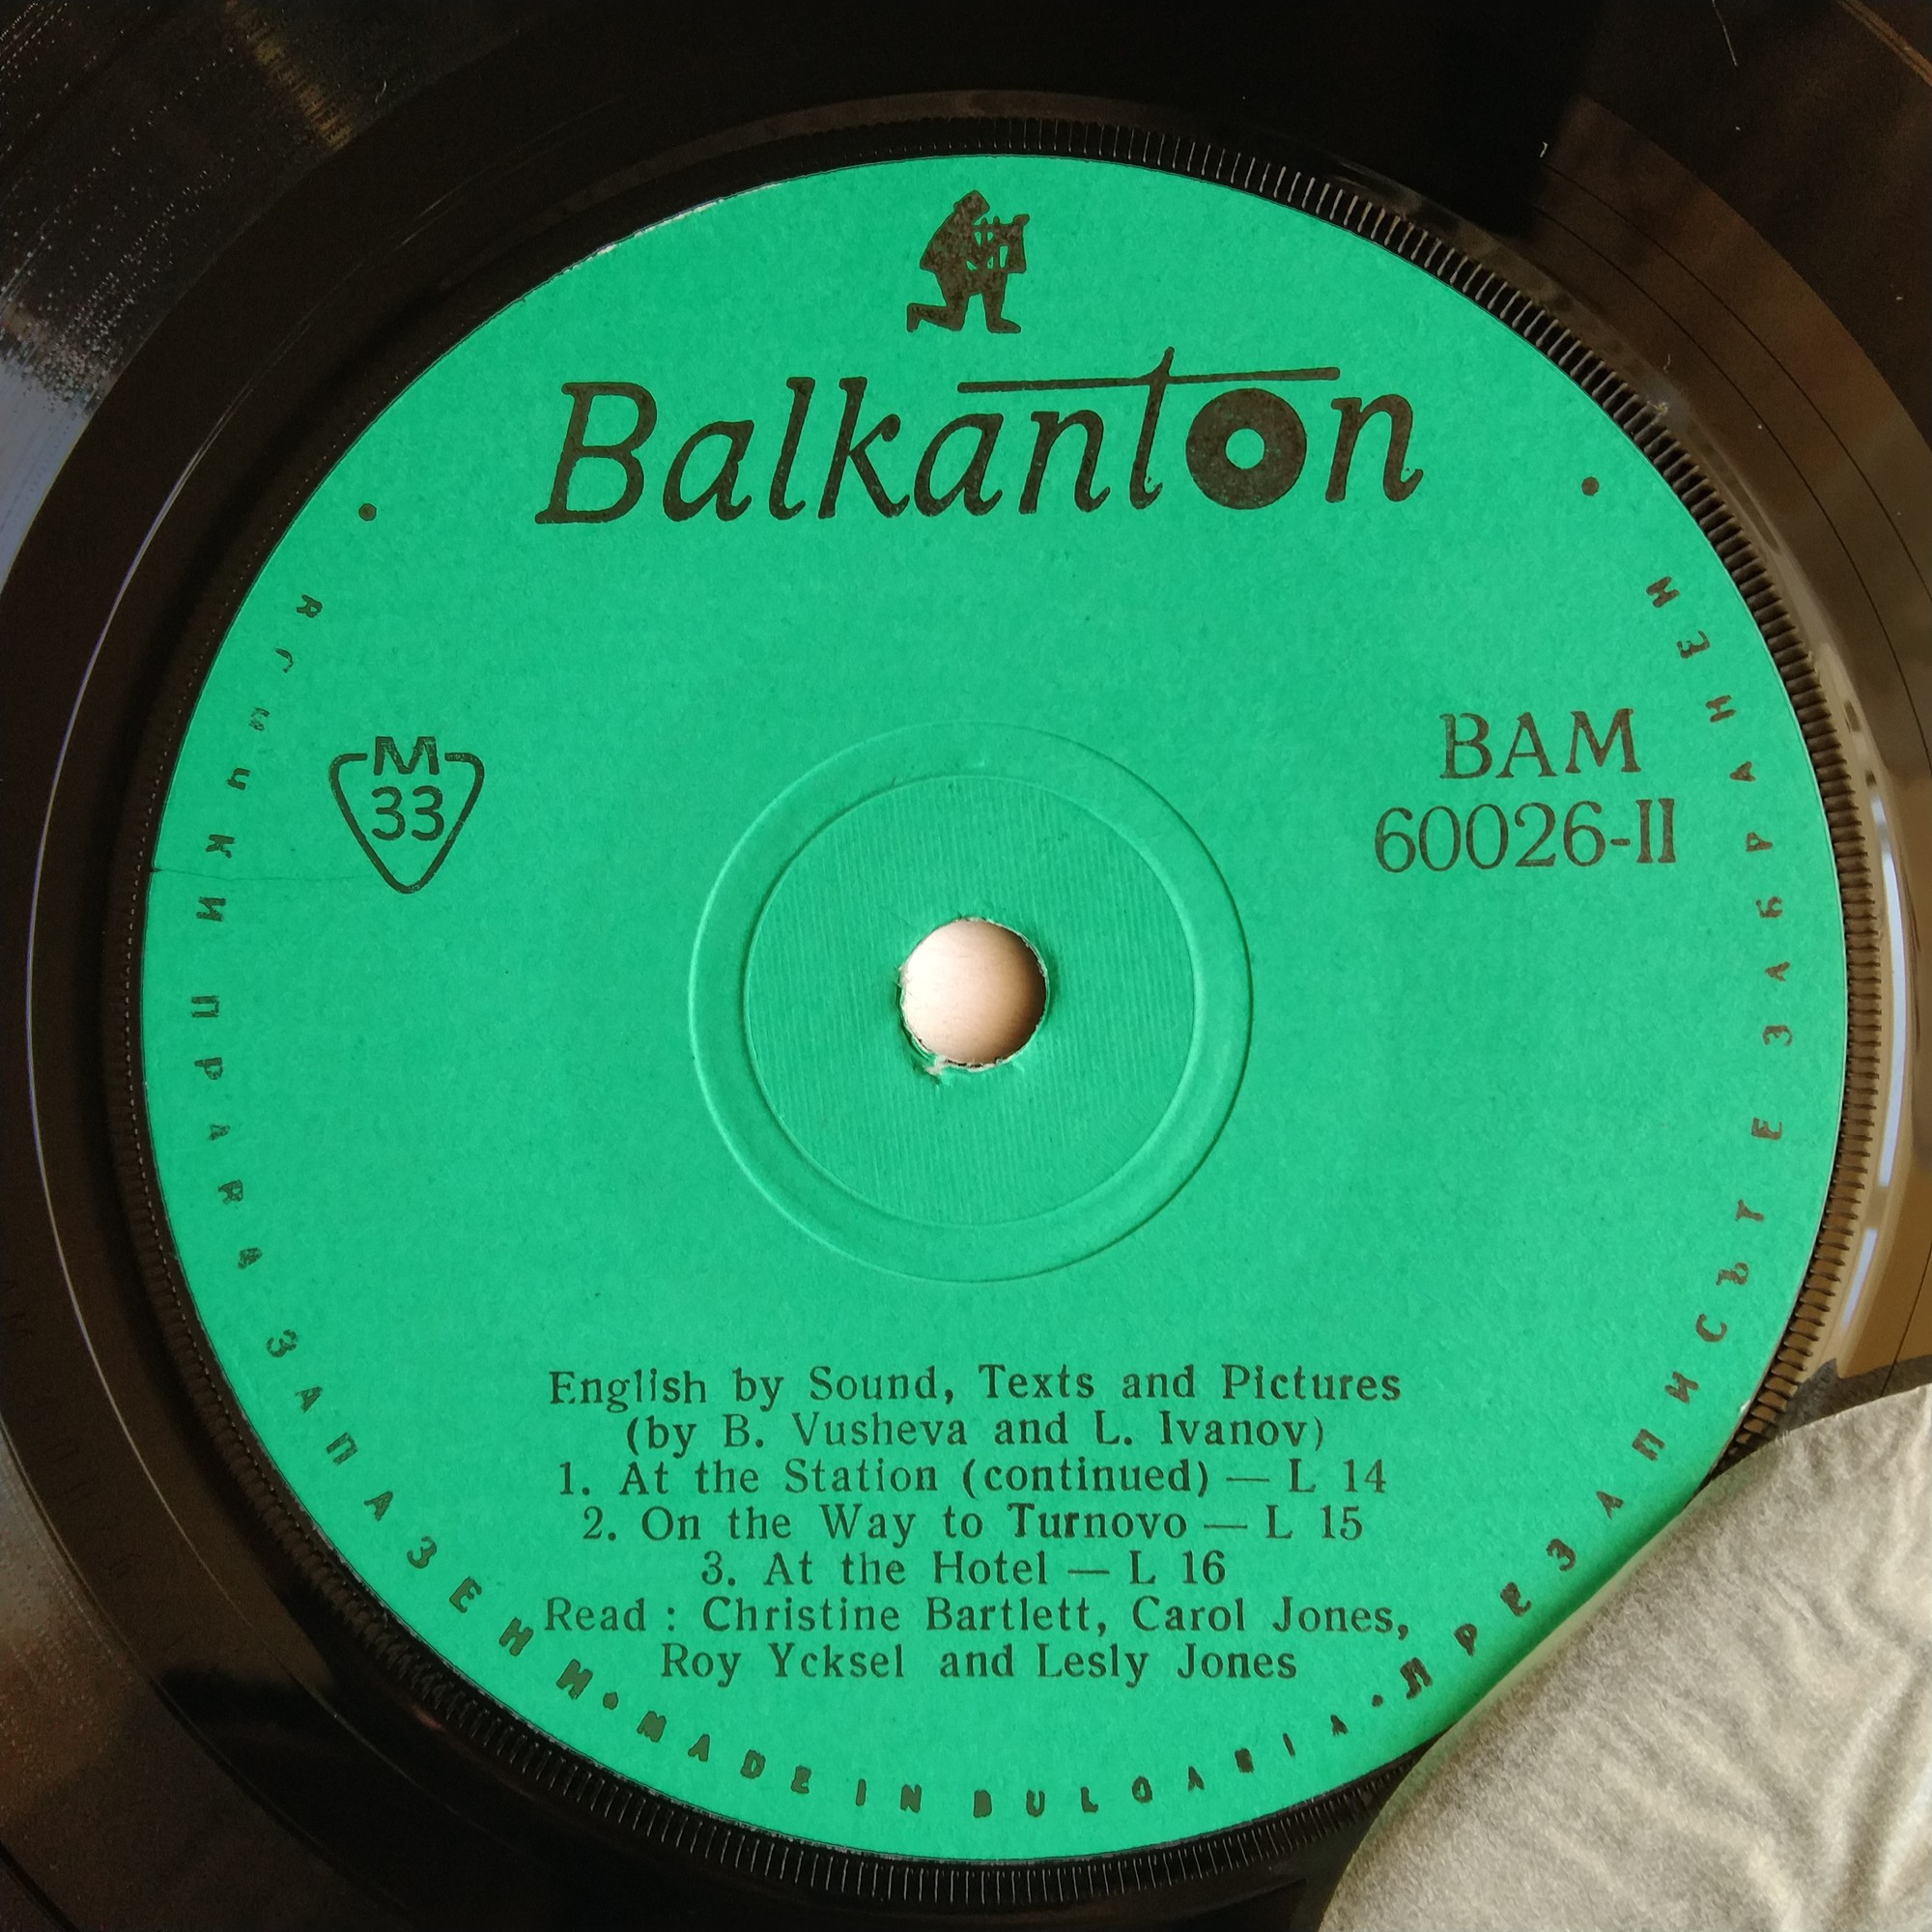 Balkanton
M
33
BAM
60026-II
English by Sound, Texts and Pictures
(by B. Vusheva and L. Ivanov)
1. At the Station (continued) — L 14
2. On the Way to Turnovo — L 15
3. At the Hotel — L 16
Read : Christine Bartlett, Carol Jones,
Roy Ycksel and Lesly Jones
• ВСИЧКИ ПРАВА ЗАПАЗЕНИ • MADE IN BULGARIA • ПРЕЗАПИСЪТ Е ЗАБРАНЕН •